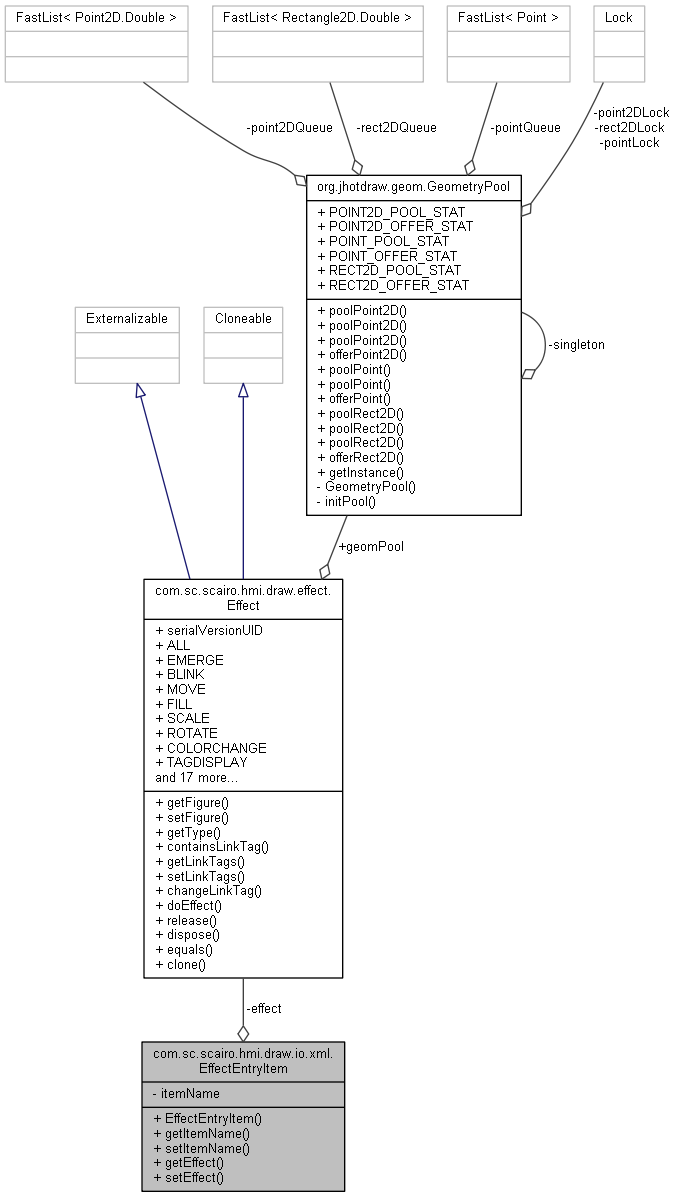 FastList< Point2D.Double >
FastList< Rectangle2D.Double >
FastList< Point >
Lock
-point2DQueue
-rect2DQueue
-pointQueue
-point2DLock
-rect2DLock
-pointLock
org.jhotdraw.geom.GeometryPool
+ POINT2D_POOL_STAT
+ POINT2D_OFFER_STAT
+ POINT_POOL_STAT
+ POINT_OFFER_STAT
+ RECT2D_POOL_STAT
+ RECT2D_OFFER_STAT
+ poolPoint2D()
+ poolPoint2D()
+ poolPoint2D()
+ offerPoint2D()
+ poolPoint()
+ poolPoint()
+ offerPoint()
+ poolRect2D()
+ poolRect2D()
+ poolRect2D()
+ offerRect2D()
+ getInstance()
- GeometryPool()
- initPool()
-singleton
Externalizable
Cloneable
+geomPool
com.sc.scairo.hmi.draw.effect.
Effect
+ serialVersionUID
+ ALL
+ EMERGE
+ BLINK
+ MOVE
+ FILL
+ SCALE
+ ROTATE
+ COLORCHANGE
+ TAGDISPLAY
and 17 more...
+ getFigure()
+ setFigure()
+ getType()
+ containsLinkTag()
+ getLinkTags()
+ setLinkTags()
+ changeLinkTag()
+ doEffect()
+ release()
+ dispose()
+ equals()
+ clone()
-effect
com.sc.scairo.hmi.draw.io.xml.
EffectEntryItem
- itemName
+ EffectEntryItem()
+ getItemName()
+ setItemName()
+ getEffect()
+ setEffect()